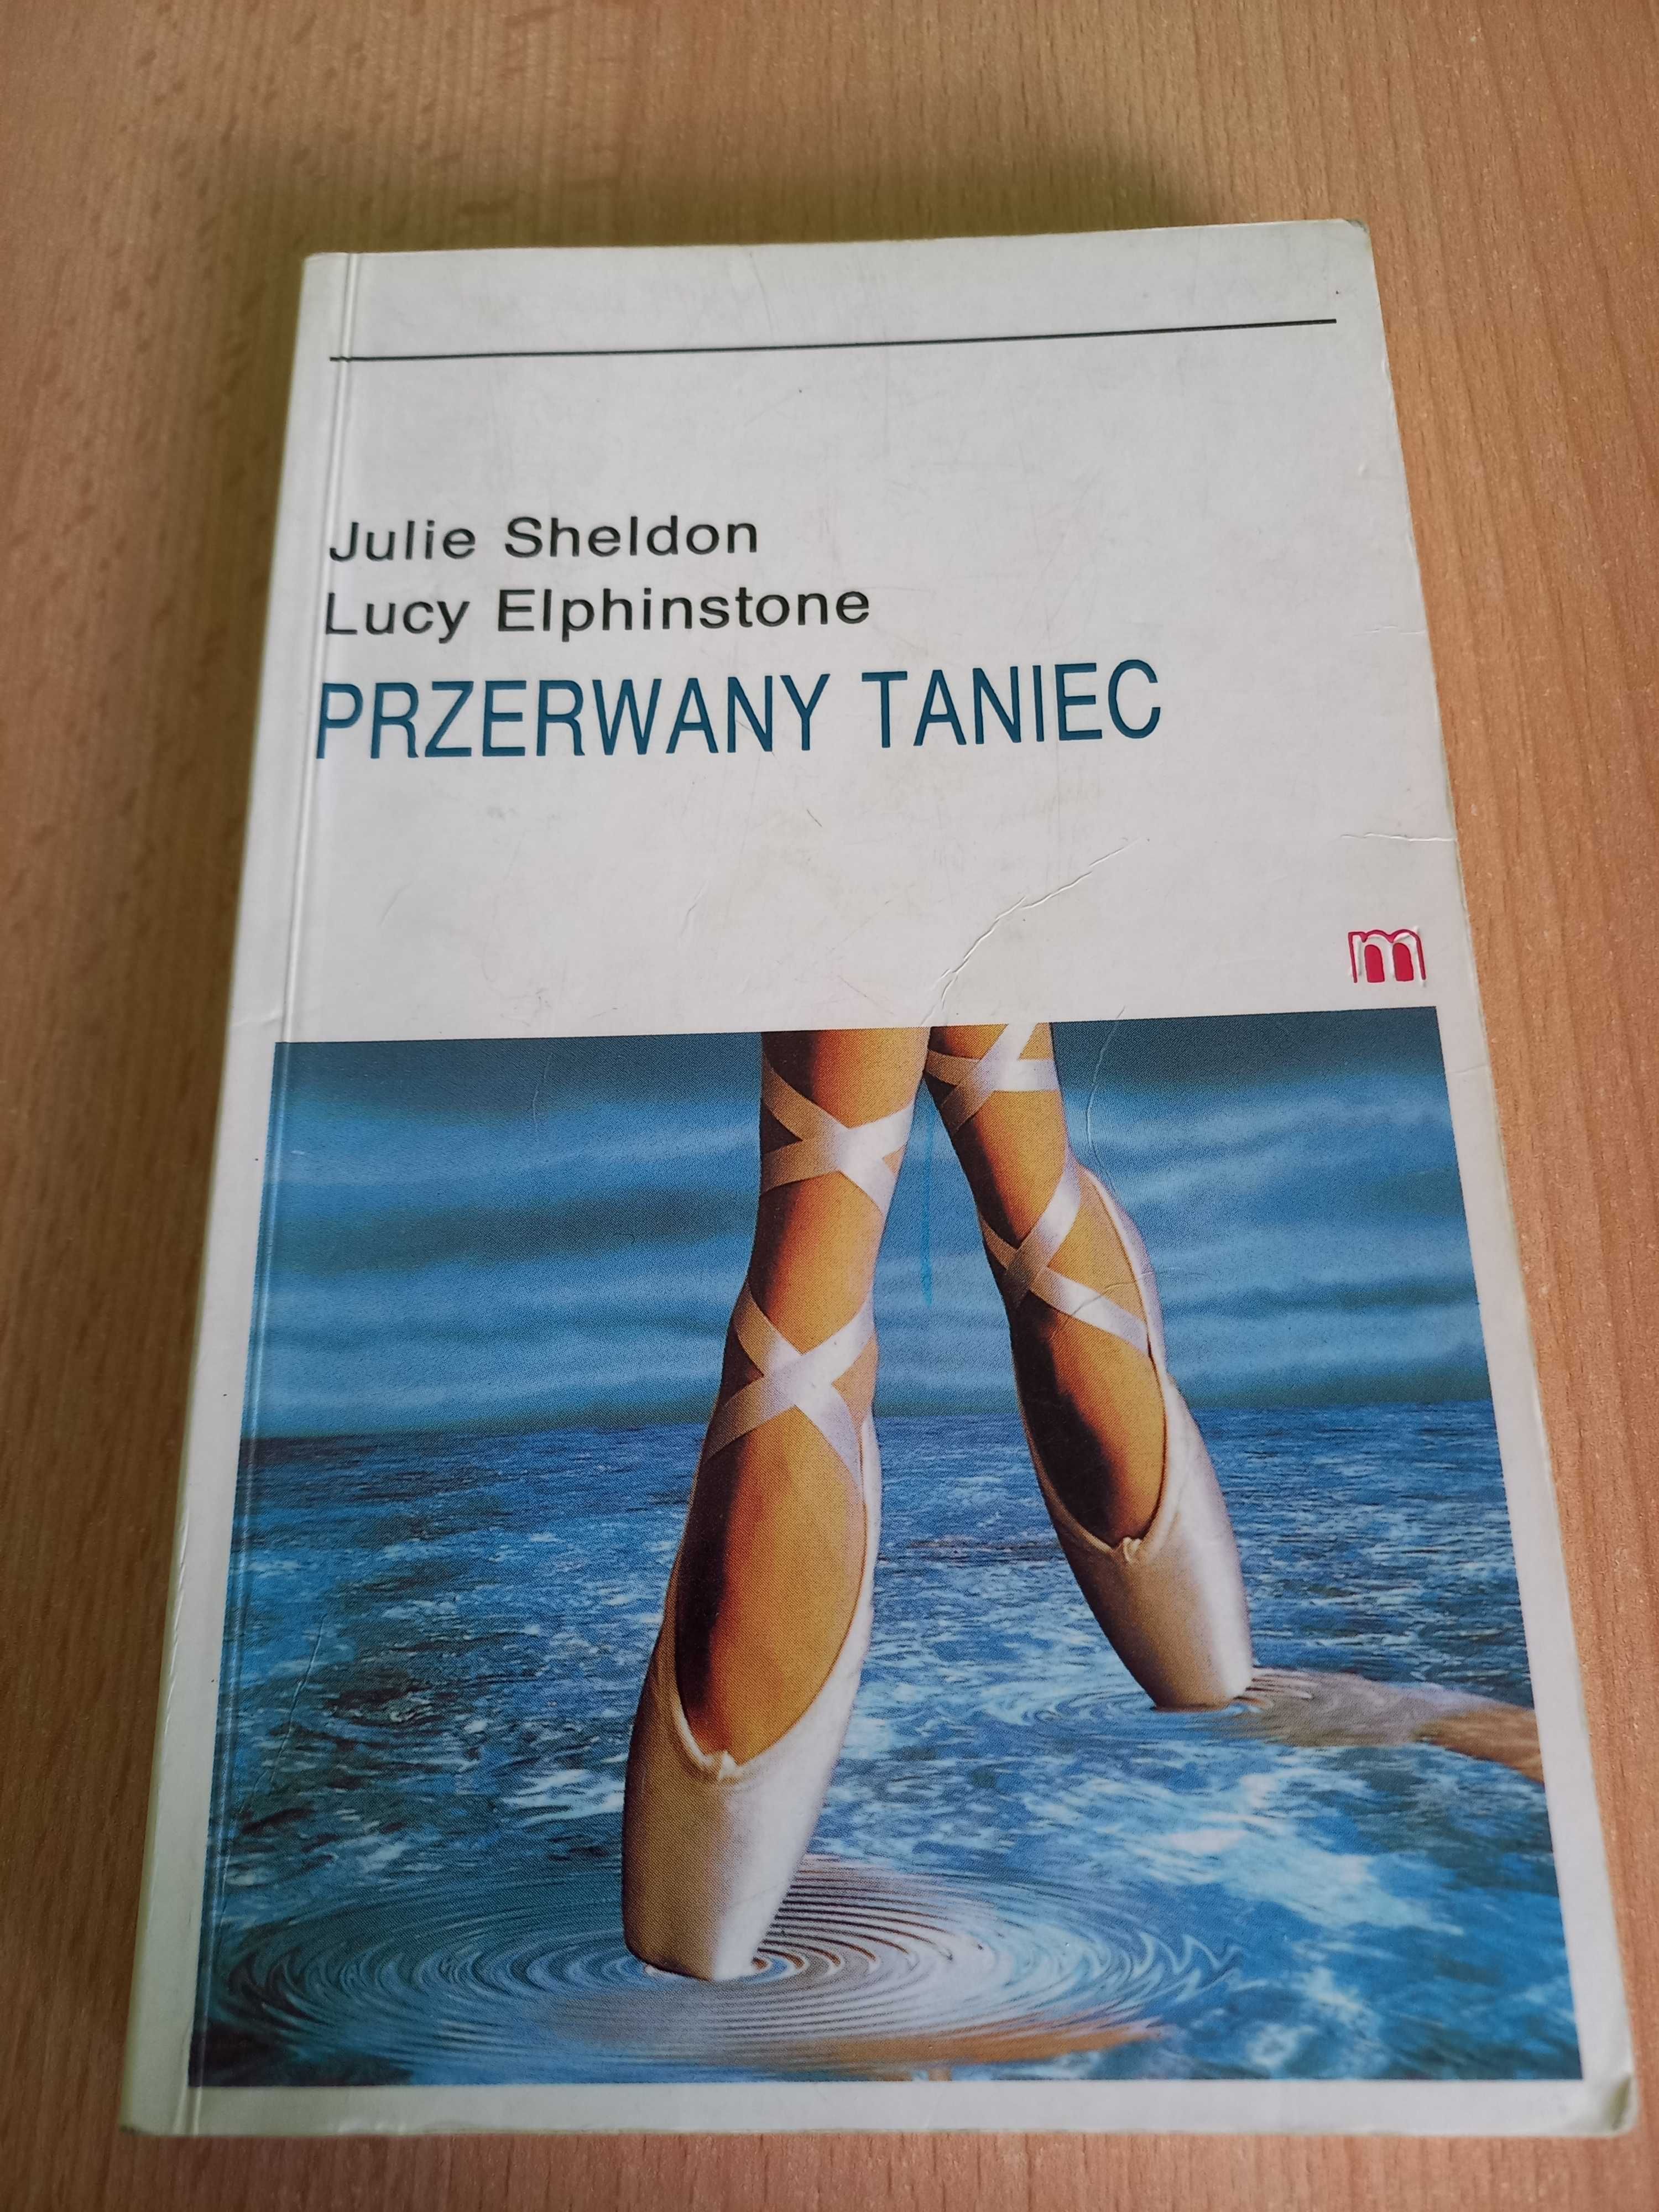 Julie Sheldon
Lucy Elphinstone
PRZERWANY TANIEC
m